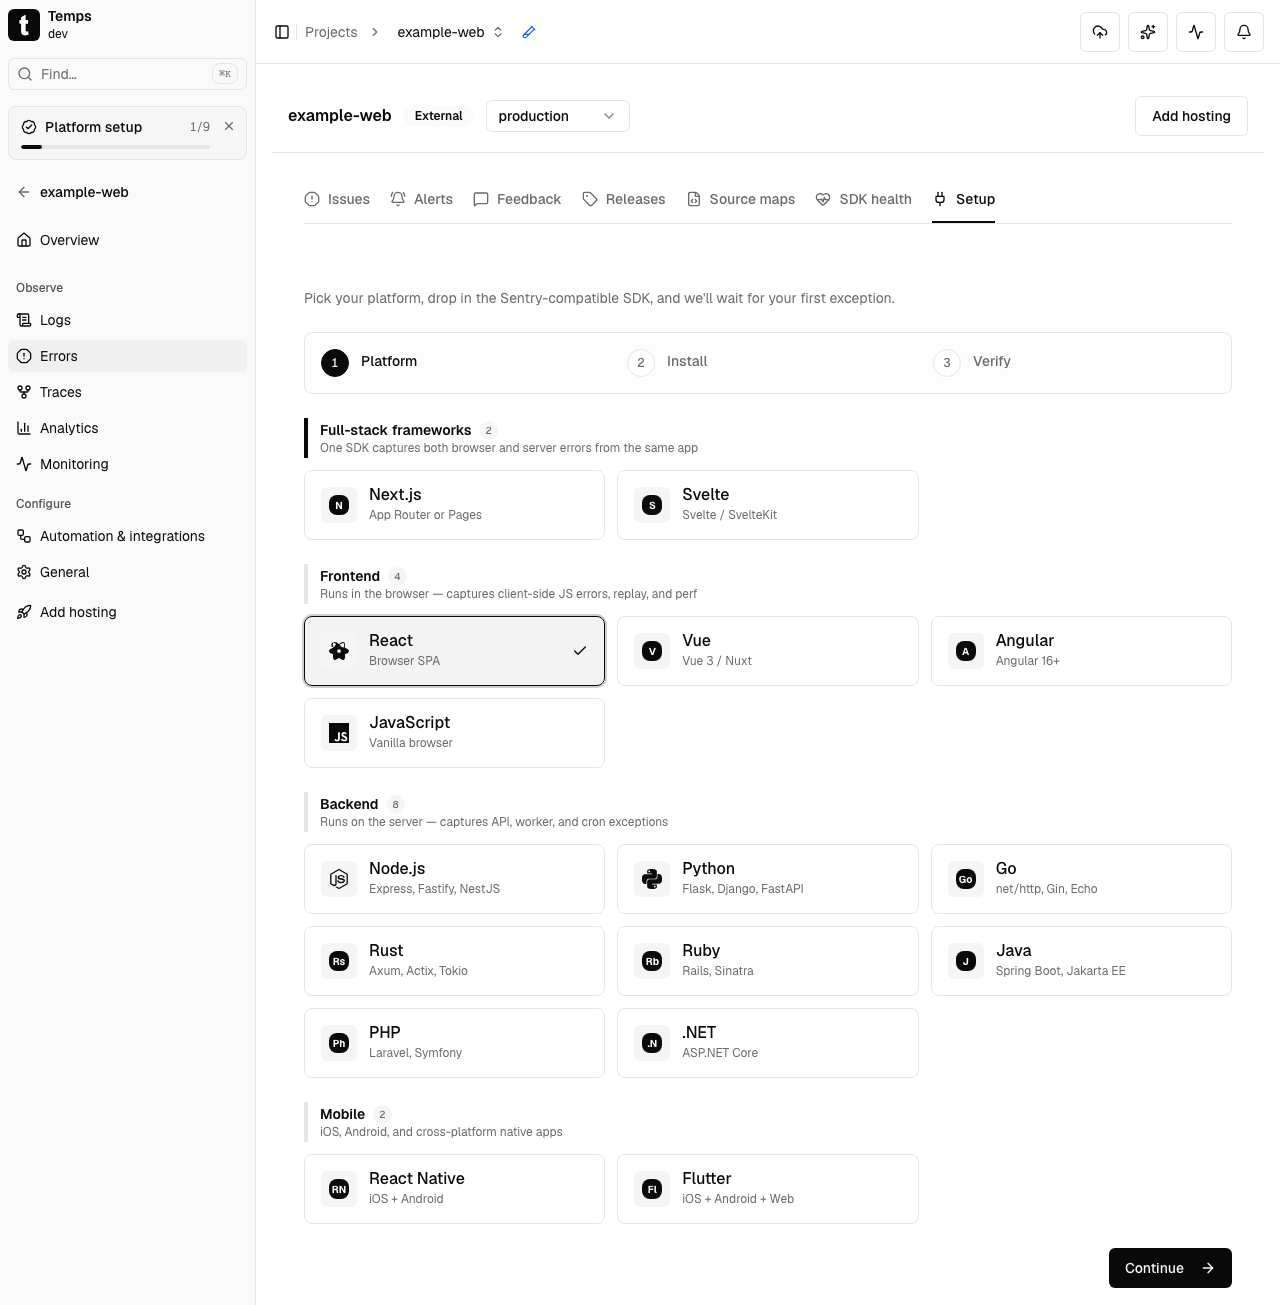 Temps
dev
Find...
⌘K
Platform setup
1/9
example-web
Overview
Observe
Logs
Errors
Traces
Analytics
Monitoring
Configure
Automation & integrations
General
Add hosting
Projects
example-web
example-web
External
production
Add hosting
Issues
Alerts
Feedback
Releases
Source maps
SDK health
Setup
Pick your platform, drop in the Sentry-compatible SDK, and we'll wait for your first exception.
1
Platform
2
Install
3
Verify
Full-stack frameworks
2
One SDK captures both browser and server errors from the same app
N
Next.js
App Router or Pages
S
Svelte
Svelte / SvelteKit
Frontend
4
Runs in the browser — captures client-side JS errors, replay, and perf
React
Browser SPA
V
Vue
Vue 3 / Nuxt
A
Angular
Angular 16+
JS
JavaScript
Vanilla browser
Backend
8
Runs on the server — captures API, worker, and cron exceptions
JS
Node.js
Express, Fastify, NestJS
Python
Flask, Django, FastAPI
Go
Go
net/http, Gin, Echo
Rs
Rust
Axum, Actix, Tokio
Rb
Ruby
Rails, Sinatra
J
Java
Spring Boot, Jakarta EE
Ph
PHP
Laravel, Symfony
.N
.NET
ASP.NET Core
Mobile
2
iOS, Android, and cross-platform native apps
RN
React Native
iOS + Android
Fl
Flutter
iOS + Android + Web
Continue